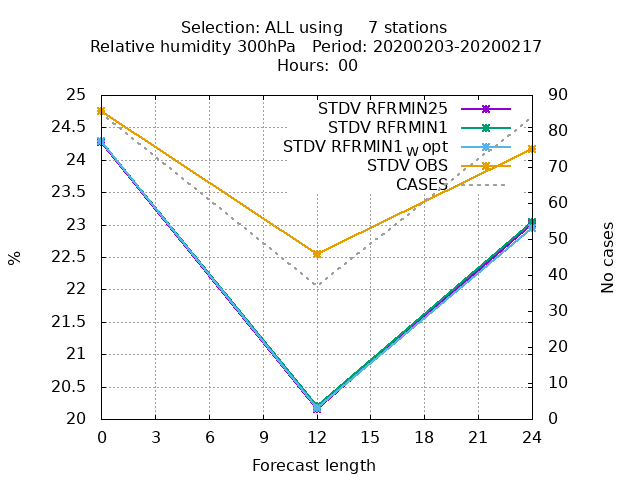 Selection: ALL using 7 stations
Relative humidity 300hPa Period: 20200203-20200217
Hours: 00
STDV RFRMIN25
STDV RFRMIN1
STDV RFRMIN1_W opt
STDV OBS
CASES
%
25
24.5
24
23.5
23
22.5
22
21.5
21
20.5
20
90
80
70
60
50
40
30
20
10
0
No cases
0 3 6 9 12 15 18 21 24
Forecast length